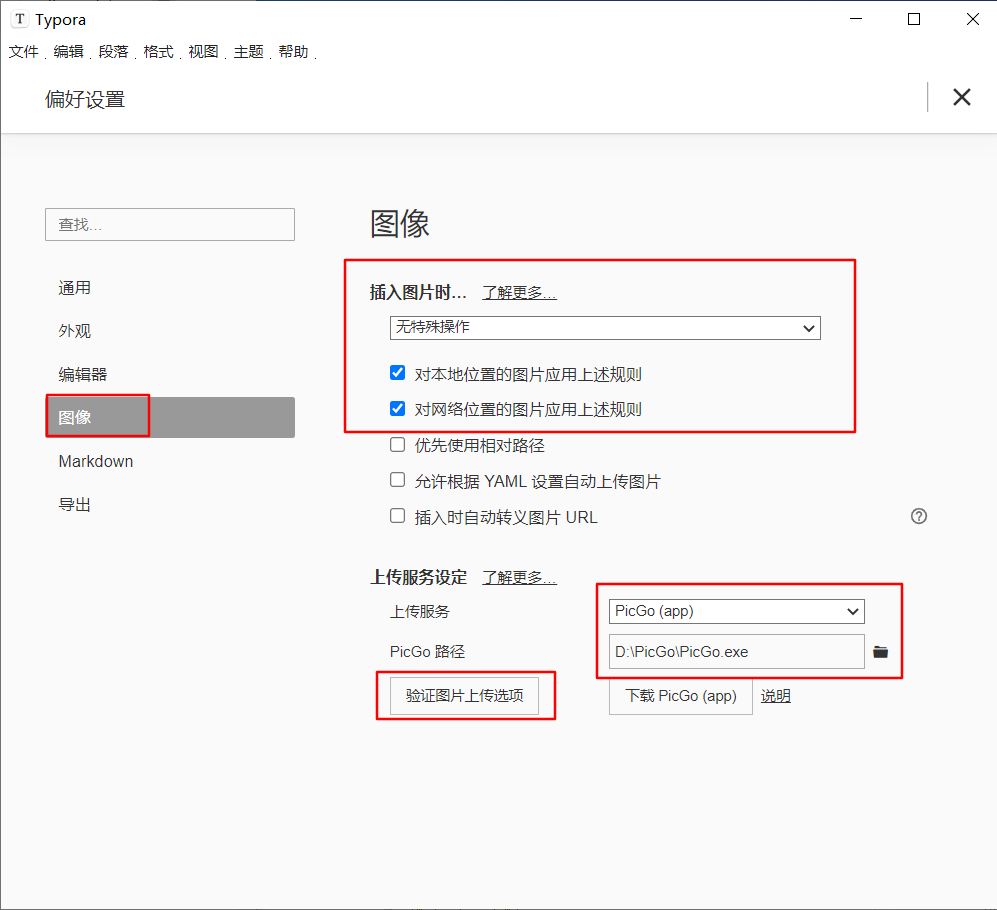 T Typora
文件 编辑 段落 格式 视图 主题 帮助
偏好设置
查找...
通用
外观
编辑器
图像
Markdown
导出
图像
插入图片时... 了解更多...
无特殊操作
对本地位置的图片应用上述规则
对网络位置的图片应用上述规则
优先使用相对路径
允许根据 YAML 设置自动上传图片
插入时自动转义图片 URL
上传服务设定 了解更多...
上传服务 PicGo (app)
PicGo 路径 D:\PicGo\PicGo.exe
验证图片上传选项 下载 PicGo (app) 说明